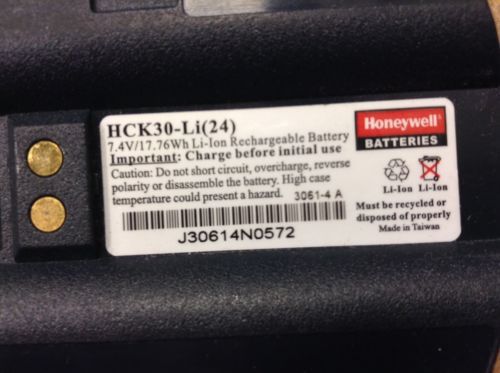 HCK30-Li(24)
7.4V/17.76Wh Li-Ion Rechargeable Battery
Important: Charge before initial use
Caution: Do not short circuit, overcharge, reverse
polarity or disassemble the battery. High case
temperature could present a hazard. 3061-4 A
J30614N0572
Honeywell
BATTERIES
Li-Ion Li-Ion
Must be recycled or
disposed of properly
Made in Taiwan